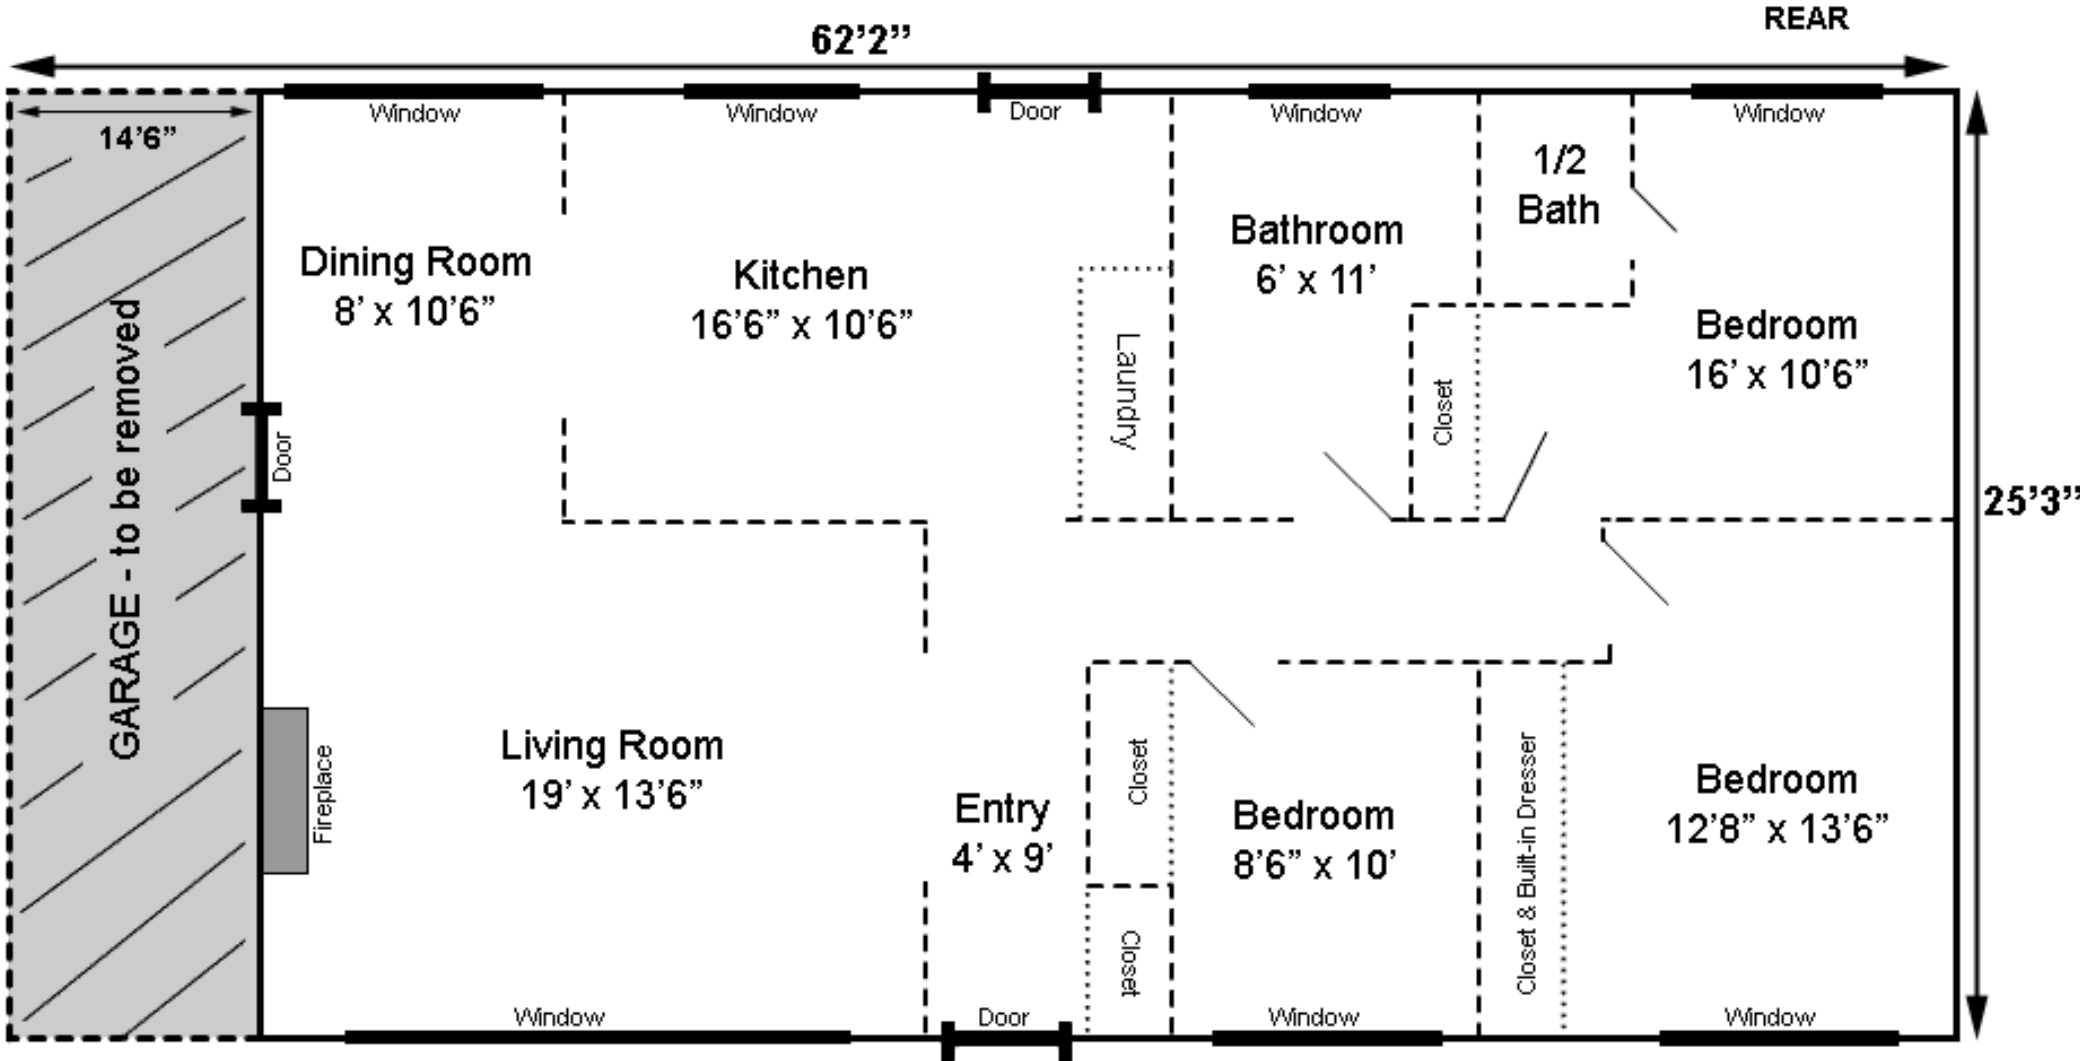 REAR
62’2”
Window
Window
Door
Window
Window
14’6”
1/2
Bath
Bathroom
6’ x 11’
Dining Room
8’ x 10’6”
Kitchen
16’6” x 10’6”
Laundry
Closet
Bedroom
16’ x 10’6”
GARAGE - to be removed
Door
25’3”
Fireplace
Living Room
19’ x 13’6”
Entry
4’ x 9’
Closet
Closet
Bedroom
8’6” x 10’
Closet & Built-in Dresser
Bedroom
12’8” x 13’6”
Window
Door
Window
Window